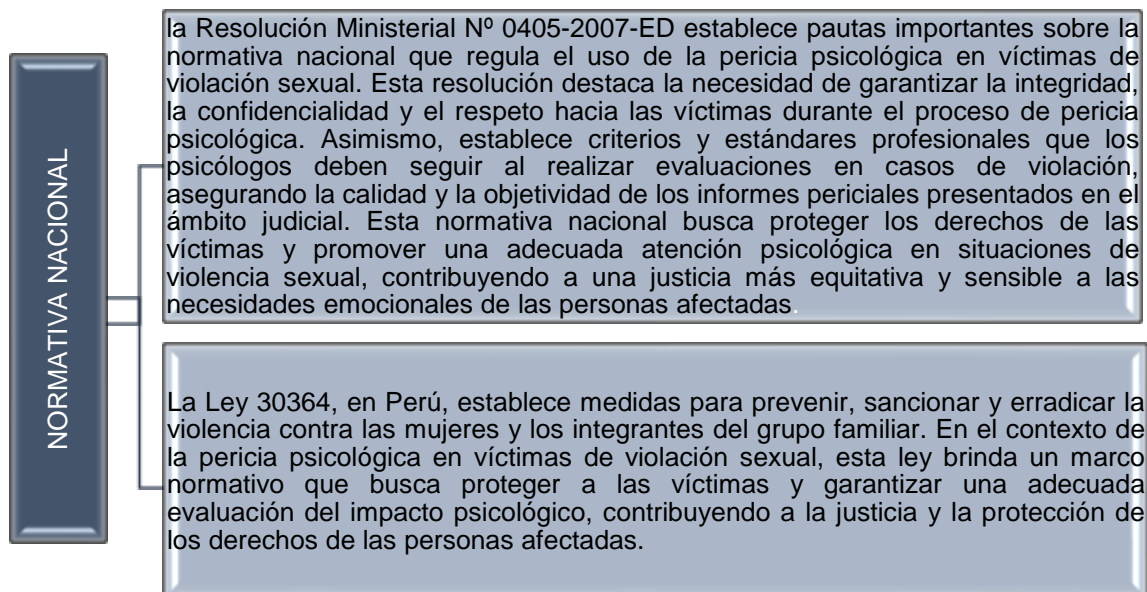 NORMATIVA NACIONAL
la Resolución Ministerial Nº 0405-2007-ED establece pautas importantes sobre la
normativa nacional que regula el uso de la pericia psicológica en víctimas de
violación sexual. Esta resolución destaca la necesidad de garantizar la integridad,
la confidencialidad y el respeto hacia las víctimas durante el proceso de pericia
psicológica. Asimismo, establece criterios y estándares profesionales que los
psicólogos deben seguir al realizar evaluaciones en casos de violación,
asegurando la calidad y la objetividad de los informes periciales presentados en el
ámbito judicial. Esta normativa nacional busca proteger los derechos de las
víctimas y promover una adecuada atención psicológica en situaciones de
violencia sexual, contribuyendo a una justicia más equitativa y sensible a las
necesidades emocionales de las personas afectadas.
La Ley 30364, en Perú, establece medidas para prevenir, sancionar y erradicar la
violencia contra las mujeres y los integrantes del grupo familiar. En el contexto de
la pericia psicológica en víctimas de violación sexual, esta ley brinda un marco
normativo que busca proteger a las víctimas y garantizar una adecuada
evaluación del impacto psicológico, contribuyendo a la justicia y la protección de
los derechos de las personas afectadas.